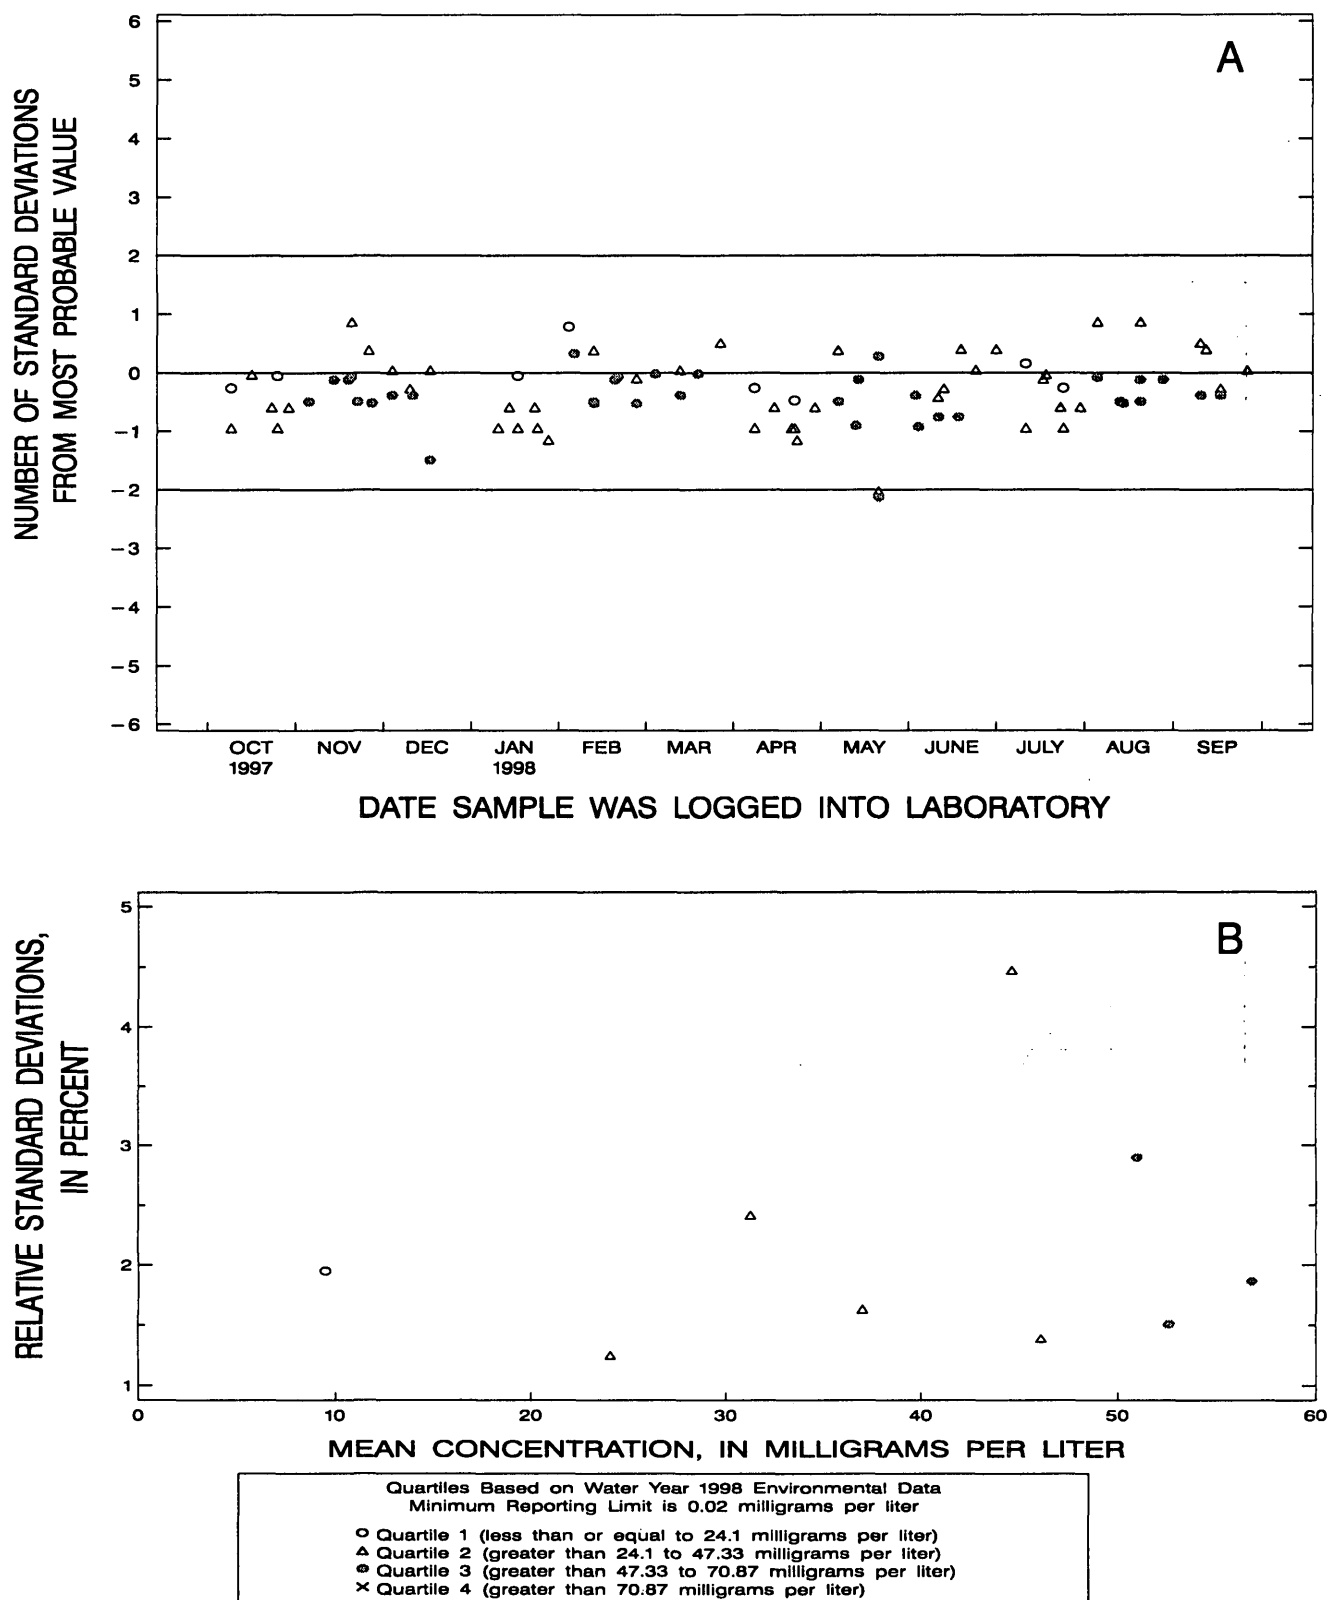 A
NUMBER OF STANDARD DEVIATIONS
FROM MOST PROBABLE VALUE
6
5
4
3
2
1
0
−1
−2
−3
−4
−5
−6
OCT NOV DEC JAN FEB MAR APR MAY JUNE JULY AUG SEP
1997 1998
DATE SAMPLE WAS LOGGED INTO LABORATORY
B
RELATIVE STANDARD DEVIATIONS,
IN PERCENT
5
4
3
2
1
0 10 20 30 40 50 60
MEAN CONCENTRATION, IN MILLIGRAMS PER LITER
Quartiles Based on Water Year 1998 Environmental Data
Minimum Reporting Limit is 0.02 milligrams per liter
Quartile 1 (less than or equal to 24.1 milligrams per liter)
Quartile 2 (greater than 24.1 to 47.33 milligrams per liter)
Quartile 3 (greater than 47.33 to 70.87 milligrams per liter)
Quartile 4 (greater than 70.87 milligrams per liter)